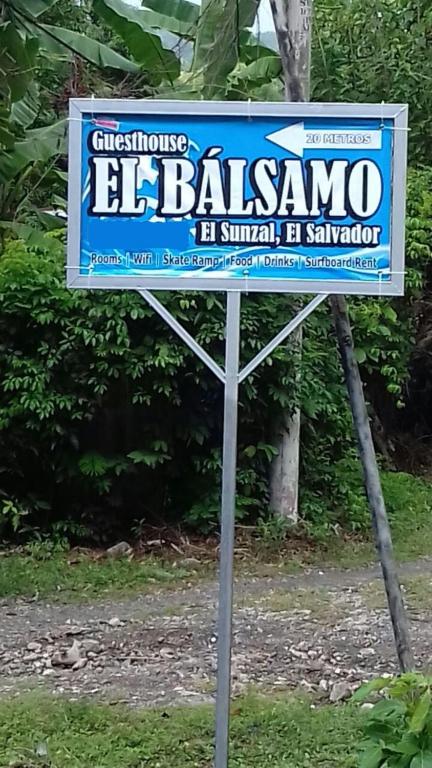 Guesthouse
20 METROS
EL BÁLSAMO
El Sunzal, El Salvador
Rooms | Wifi | Skate Ramp | Food | Drinks | Surfboard Rent